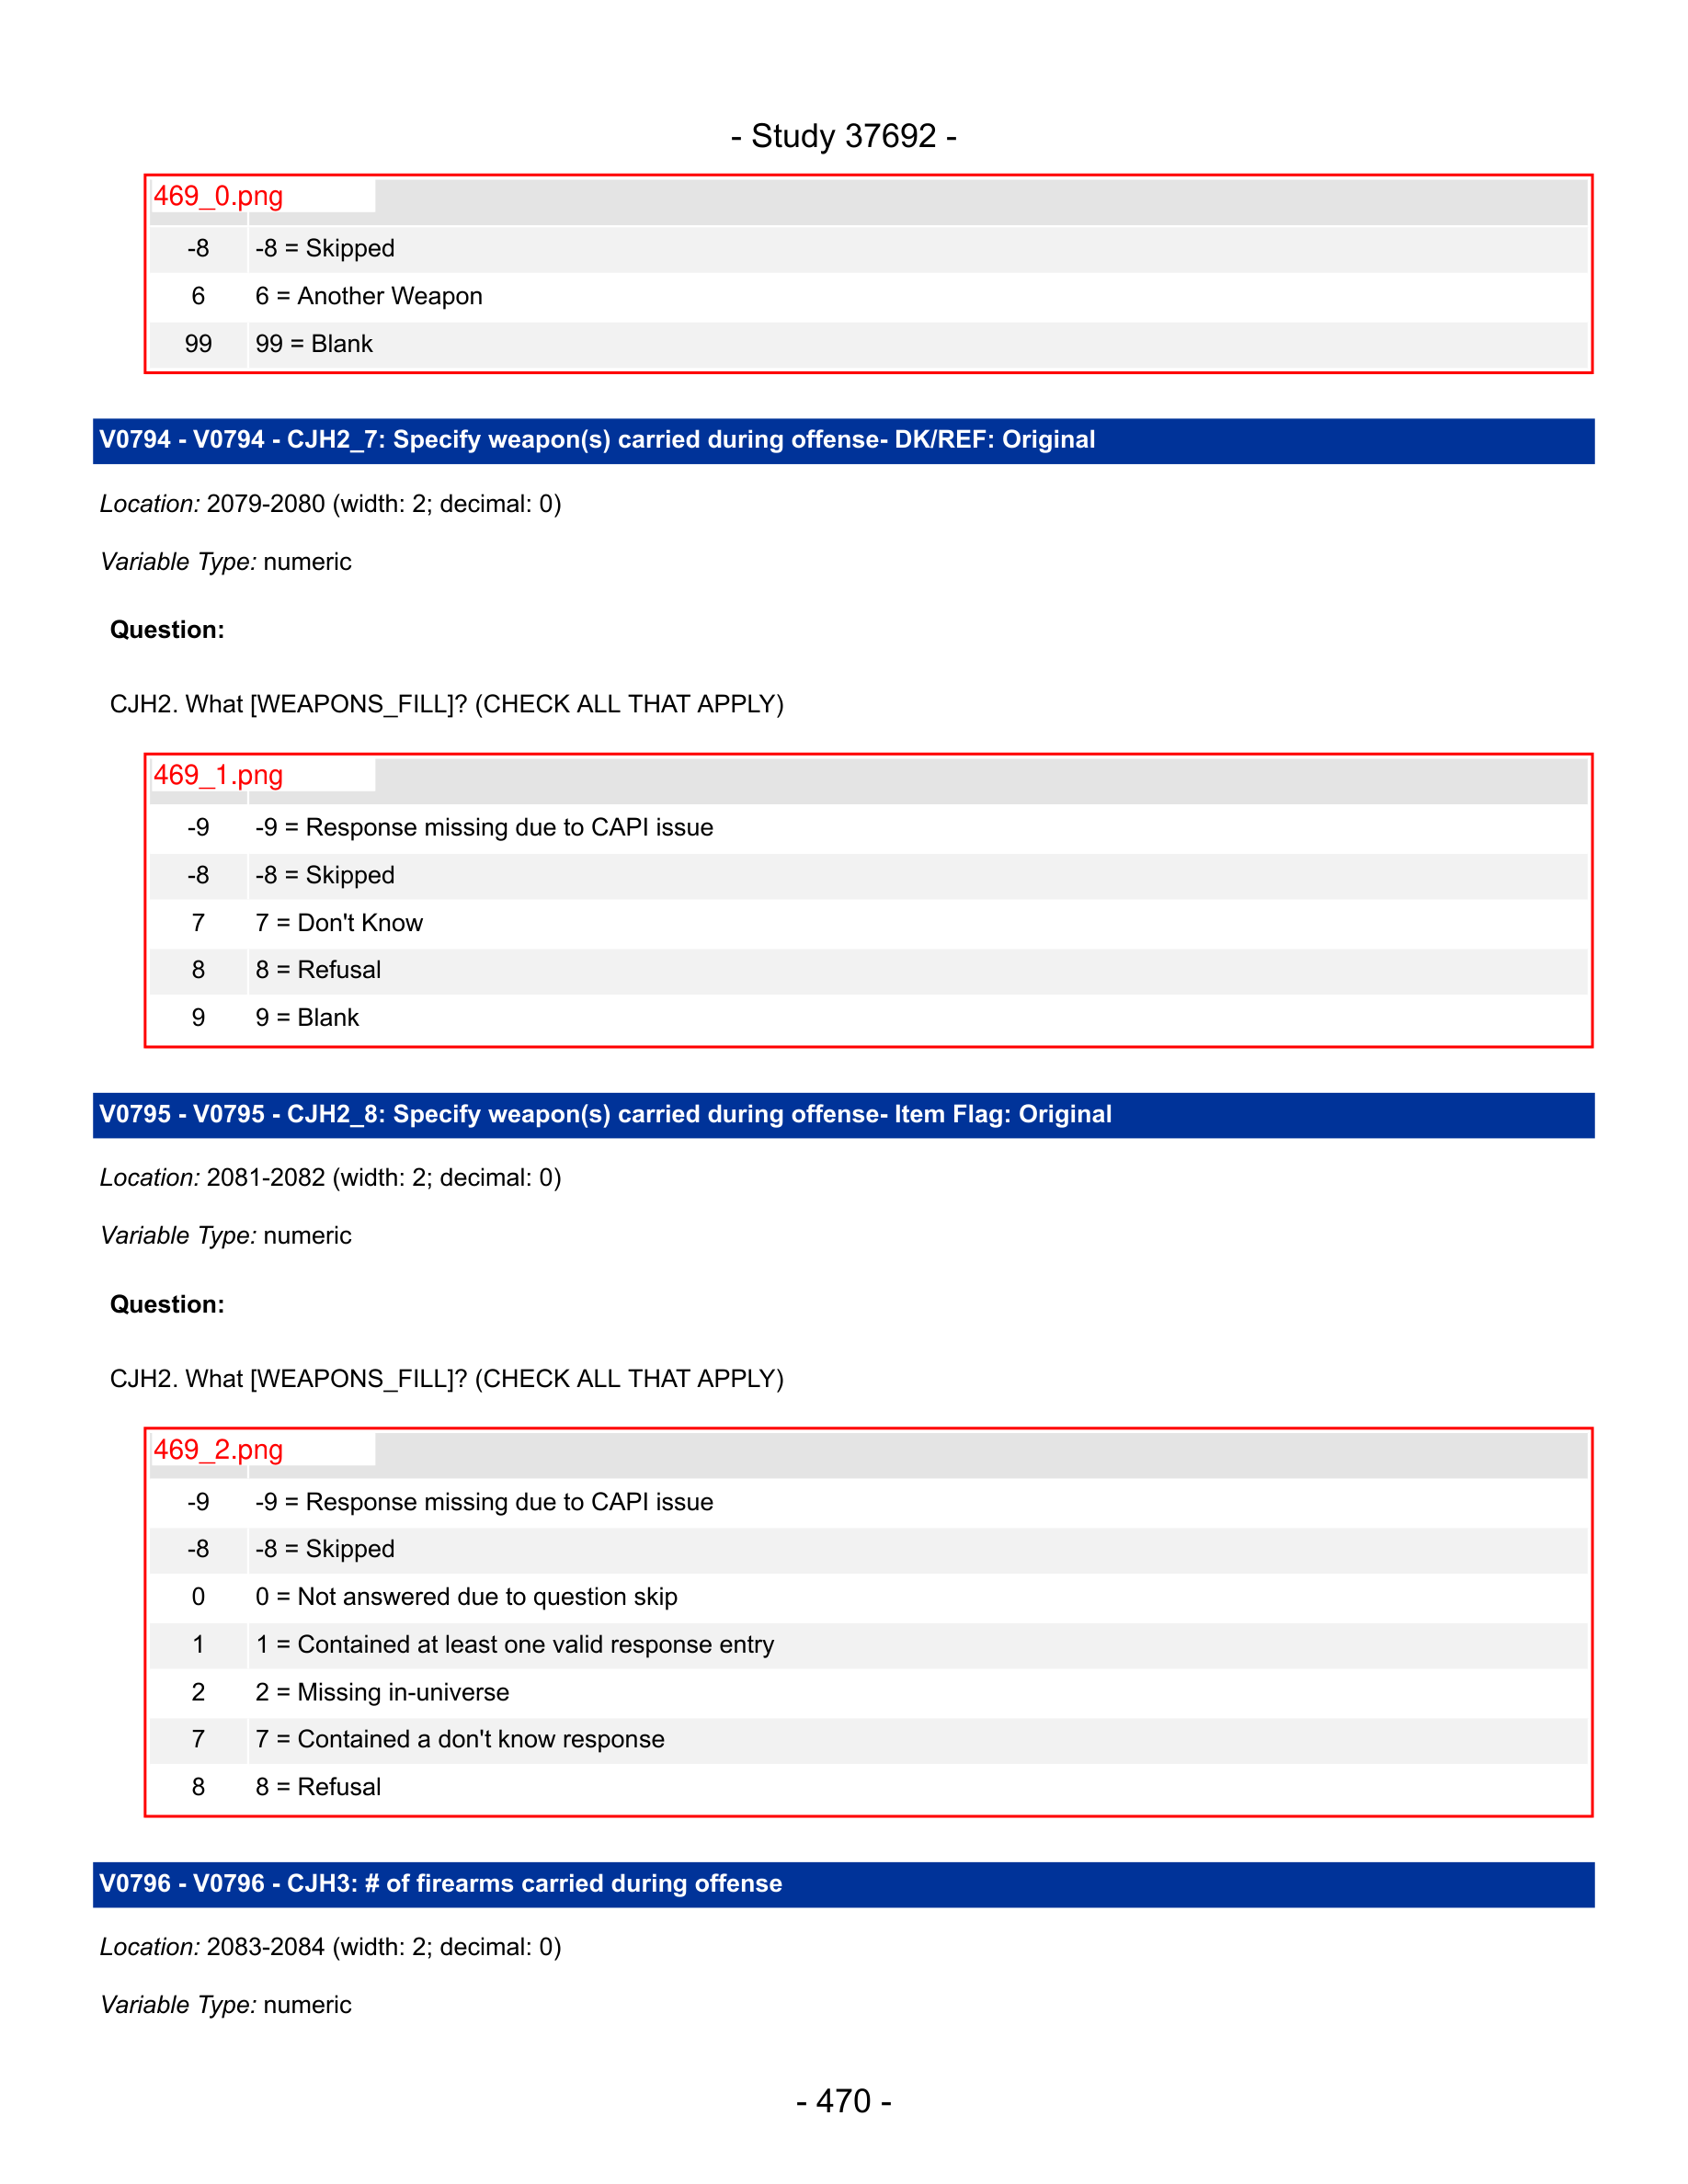 - Study 37692 -
469_0.png
-8 -8 = Skipped
6 6 = Another Weapon
99 99 = Blank
V0794 - V0794 - CJH2_7: Specify weapon(s) carried during offense- DK/REF: Original
Location: 2079-2080 (width: 2; decimal: 0)
Variable Type: numeric
Question:
CJH2. What [WEAPONS_FILL]? (CHECK ALL THAT APPLY)
469_1.png
-9 -9 = Response missing due to CAPI issue
-8 -8 = Skipped
7 7 = Don't Know
8 8 = Refusal
9 9 = Blank
V0795 - V0795 - CJH2_8: Specify weapon(s) carried during offense- Item Flag: Original
Location: 2081-2082 (width: 2; decimal: 0)
Variable Type: numeric
Question:
CJH2. What [WEAPONS_FILL]? (CHECK ALL THAT APPLY)
469_2.png
-9 -9 = Response missing due to CAPI issue
-8 -8 = Skipped
0 0 = Not answered due to question skip
1 1 = Contained at least one valid response entry
2 2 = Missing in-universe
7 7 = Contained a don't know response
8 8 = Refusal
V0796 - V0796 - CJH3: # of firearms carried during offense
Location: 2083-2084 (width: 2; decimal: 0)
Variable Type: numeric
- 470 -